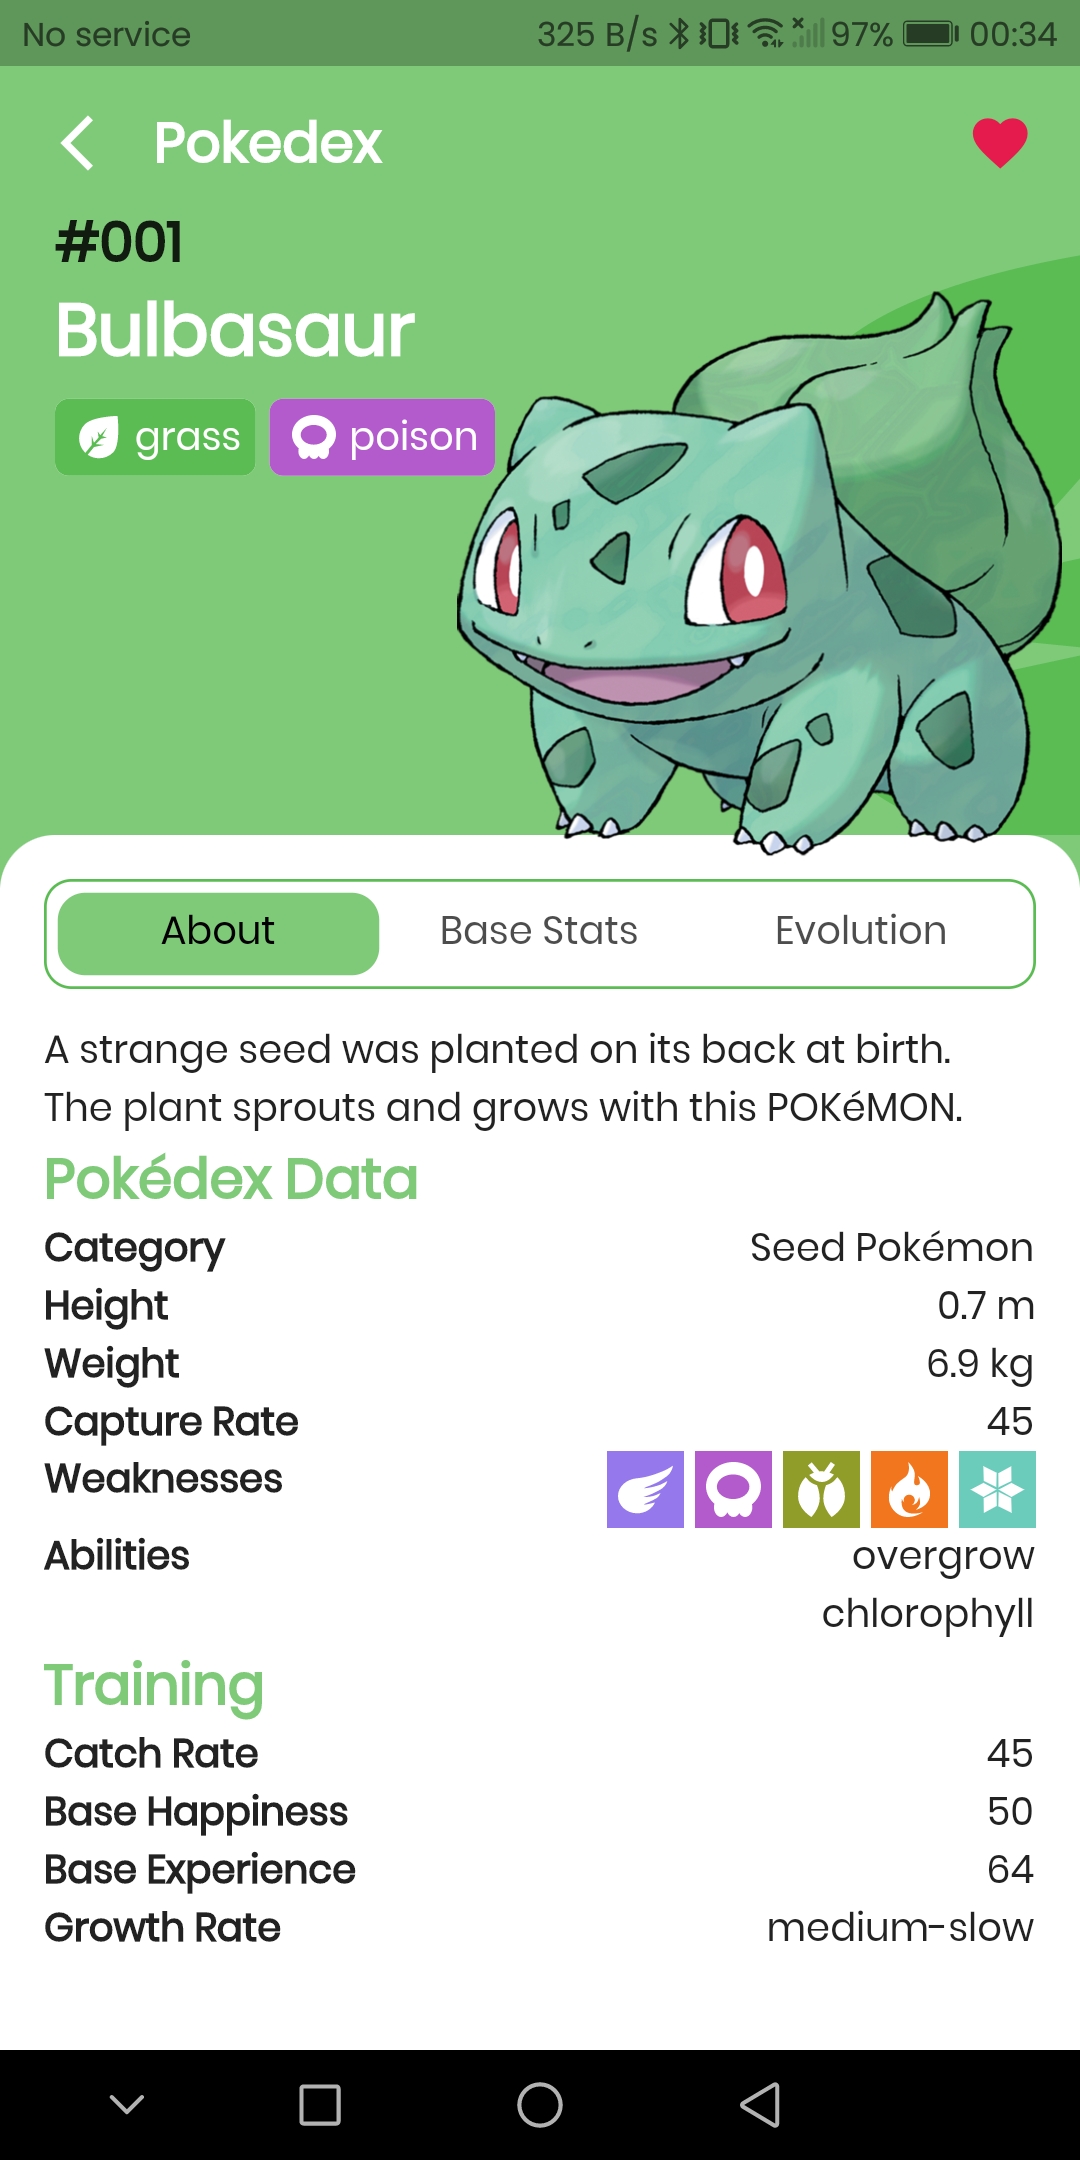 No service 325 B/s 97% 00:34
Pokedex
#001
Bulbasaur
grass poison
About Base Stats Evolution
A strange seed was planted on its back at birth.
The plant sprouts and grows with this POKéMON.
Pokédex Data
Category Seed Pokémon
Height 0.7 m
Weight 6.9 kg
Capture Rate 45
Weaknesses
Abilities overgrow
chlorophyll
Training
Catch Rate 45
Base Happiness 50
Base Experience 64
Growth Rate medium-slow